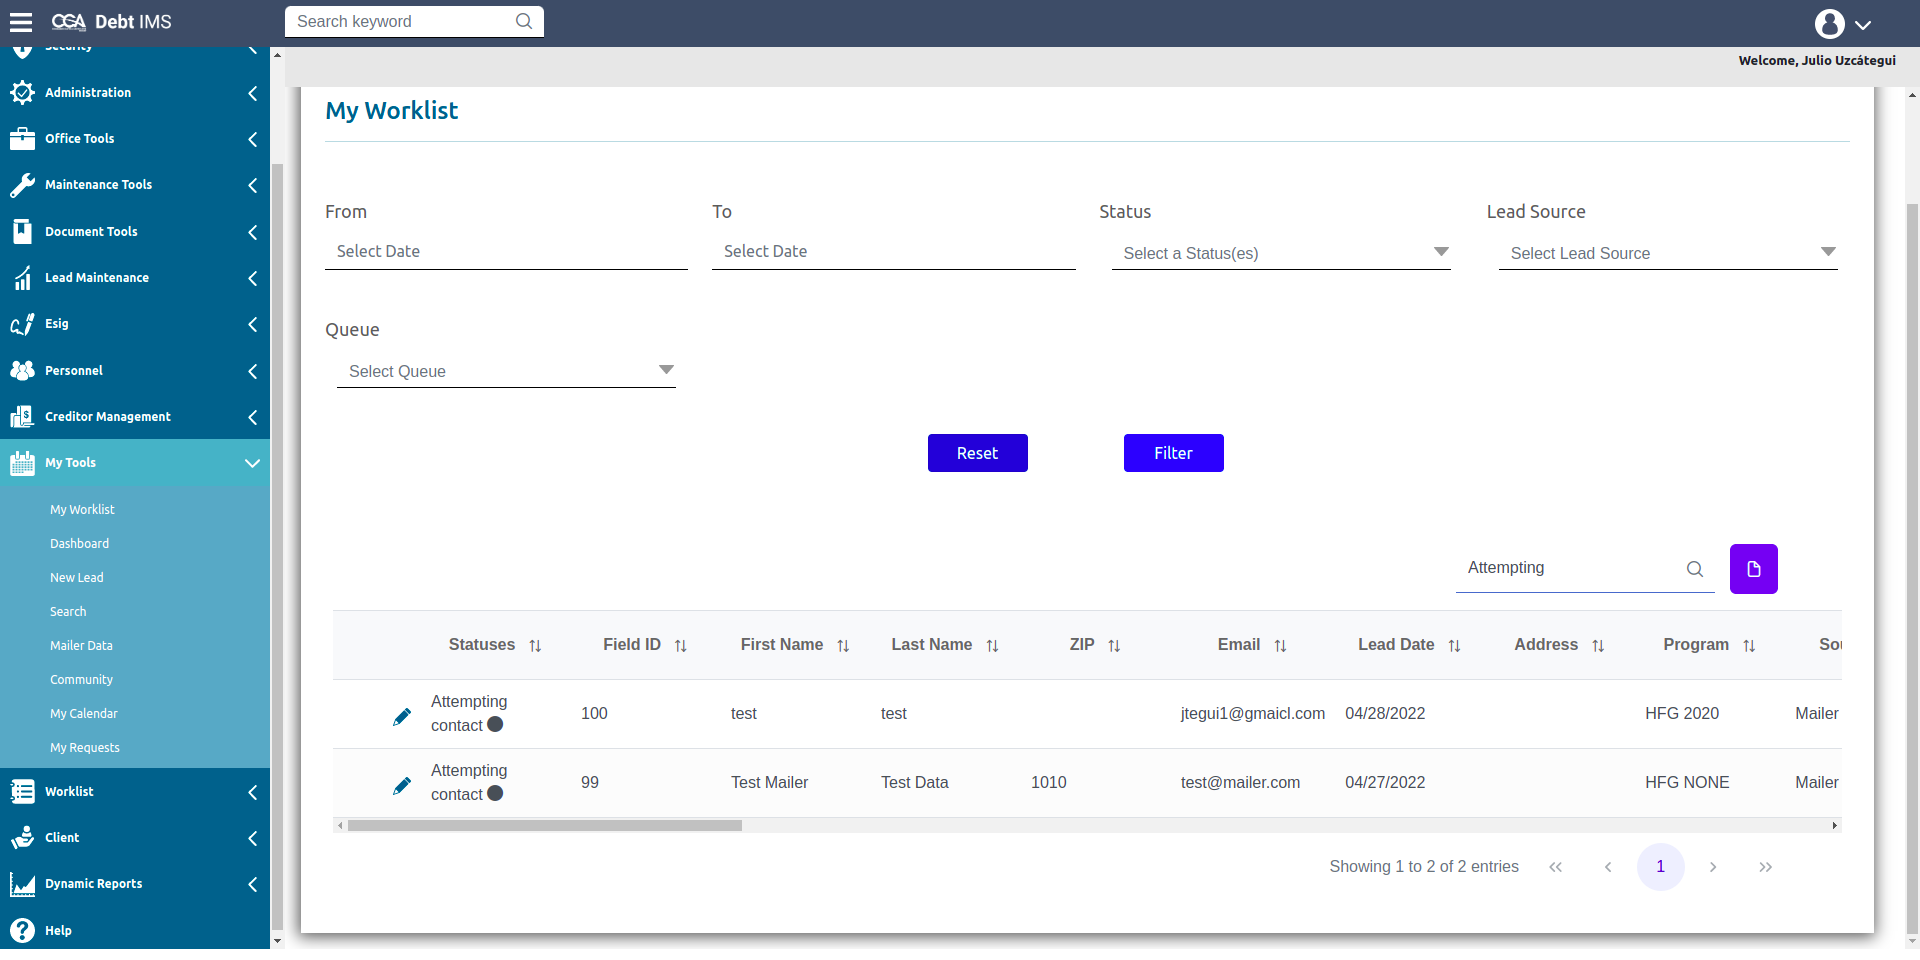 CGA Debt IMS
Search keyword
Welcome, Julio Uzcátegui
Security
Administration
Office Tools
Maintenance Tools
Document Tools
Lead Maintenance
Esig
Personnel
Creditor Management
My Tools
My Worklist
Dashboard
New Lead
Search
Mailer Data
Community
My Calendar
My Requests
Worklist
Client
Dynamic Reports
Help
My Worklist
From To Status Lead Source
Select Date Select Date Select a Status(es) Select Lead Source
Queue
Select Queue
Reset Filter
Attempting
Statuses Field ID First Name Last Name ZIP Email Lead Date Address Program Sou
Attempting contact 100 test test jtegui1@gmaicl.com 04/28/2022 HFG 2020 Mailer
Attempting contact 99 Test Mailer Test Data 1010 test@mailer.com 04/27/2022 HFG NONE Mailer
Showing 1 to 2 of 2 entries « ‹ 1 › »